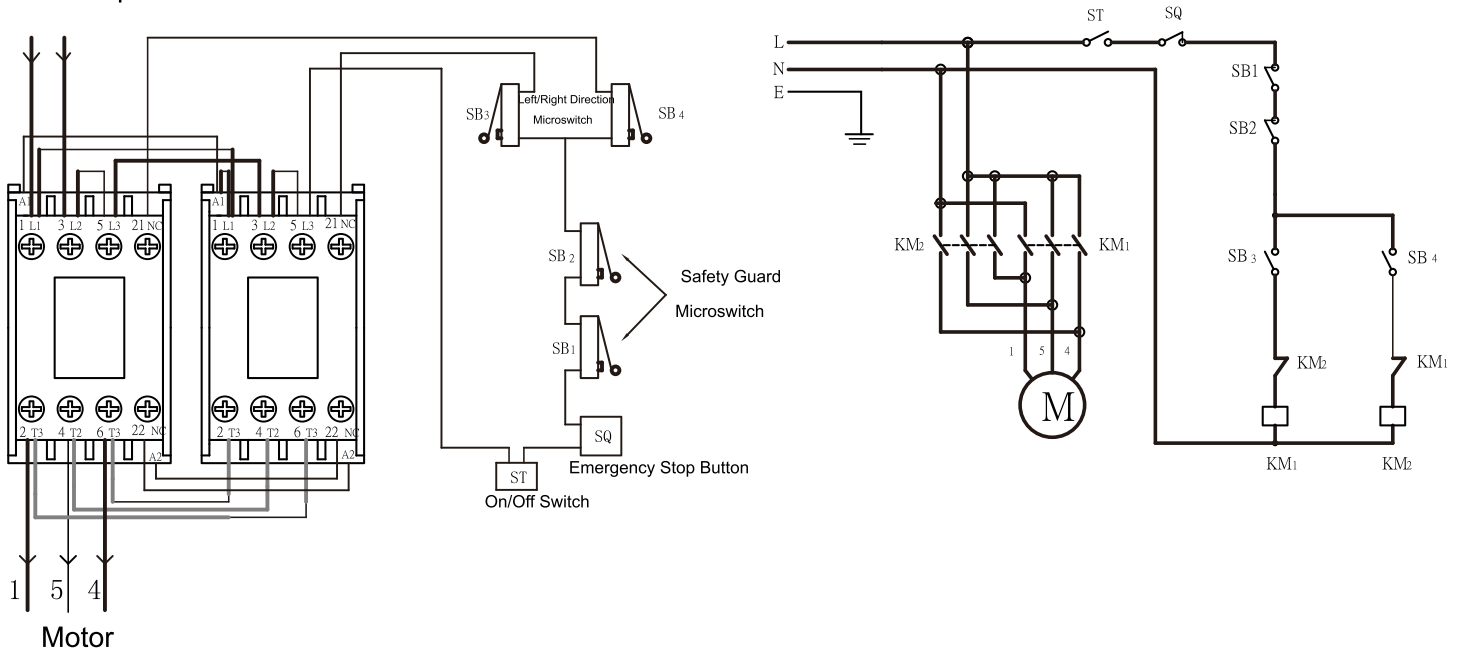 A1
1 L1 3 L2 5 L3 21 NC
2 T3 4 T2 6 T3 22 NC
A2
A1
1 L1 3 L2 5 L3 21 NC
2 T3 4 T2 6 T3 22 NC
A2
1 5 4
Motor
SB3
Left/Right Direction
Microswitch
SB 4
SB 2
Safety Guard
Microswitch
SB1
SQ
Emergency Stop Button
ST
On/Off Switch
L
N
E
ST
SQ
SB1
SB2
KM2
KM1
SB 3
SB 4
1 5 4
M
KM2
KM1
KM1
KM2